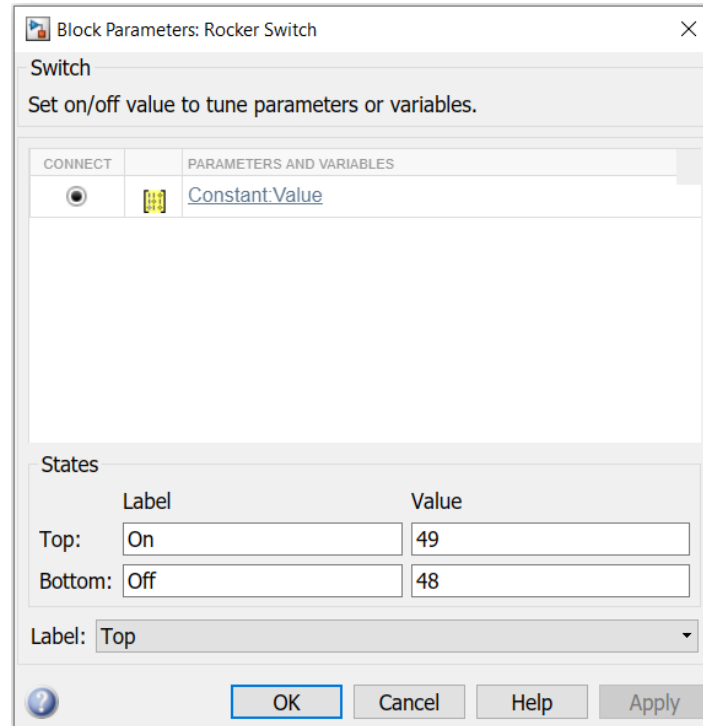 Block Parameters: Rocker Switch
Switch
Set on/off value to tune parameters or variables.
CONNECT PARAMETERS AND VARIABLES
Constant:Value
States
Label Value
Top: On 49
Bottom: Off 48
Label: Top
OK Cancel Help Apply